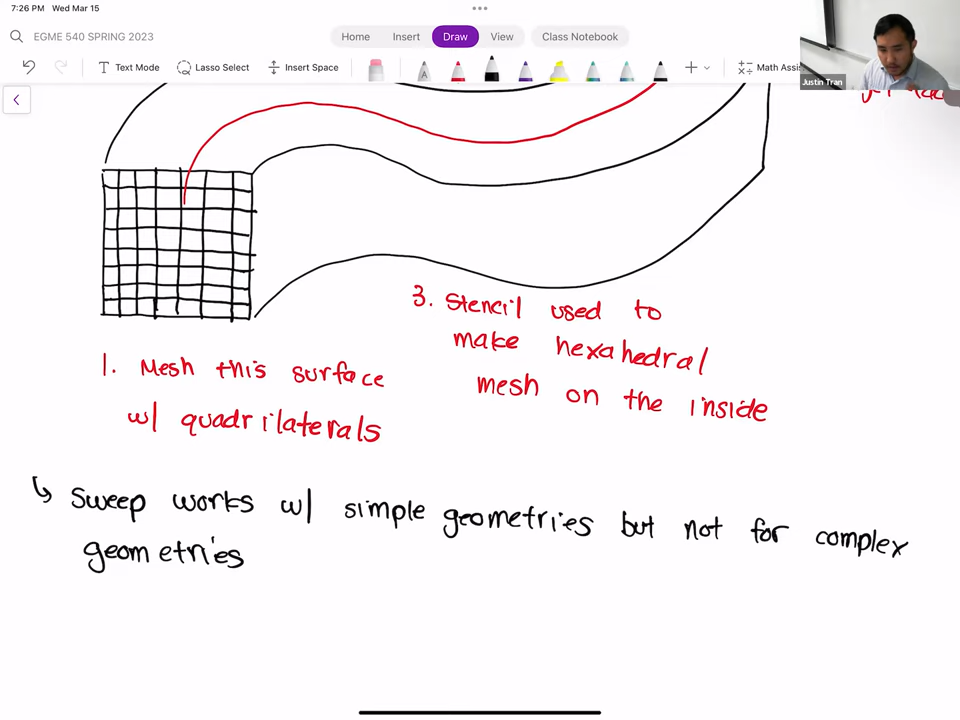 7:26 PM Wed Mar 15
EGME 540 SPRING 2023
Home Insert Draw View Class Notebook
Text Mode Lasso Select Insert Space Math Assis
Justin Tran
3. Stencil used to
make hexahedral
mesh on the inside
1. Mesh this surface
w/ quadrilaterals
↳ Sweep works w/ simple geometries but not for complex
geometries